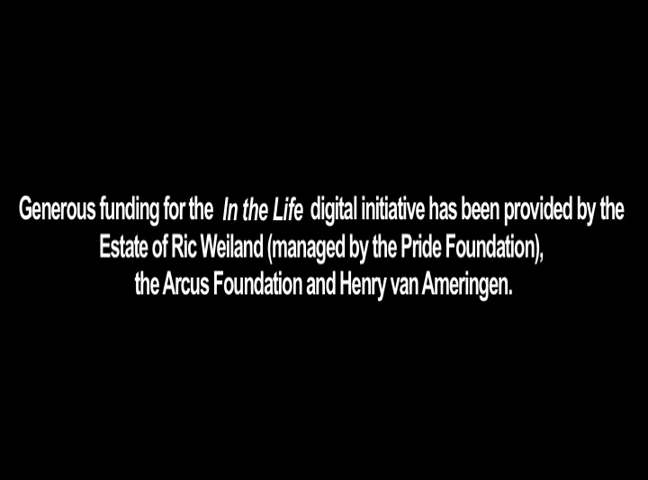 Generous funding for the In the Life digital initiative has been provided by the
Estate of Ric Weiland (managed by the Pride Foundation),
the Arcus Foundation and Henry van Ameringen.